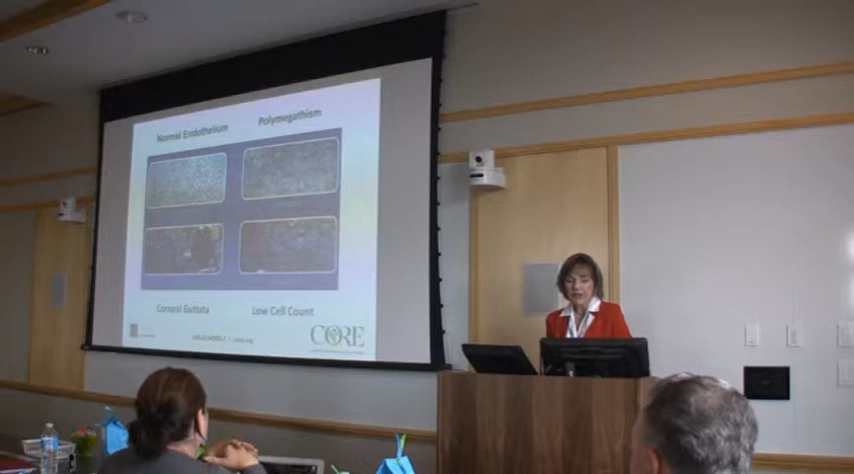 Normal Endothelium
Polymegathism
Corneal Guttata
Low Cell Count
CORE